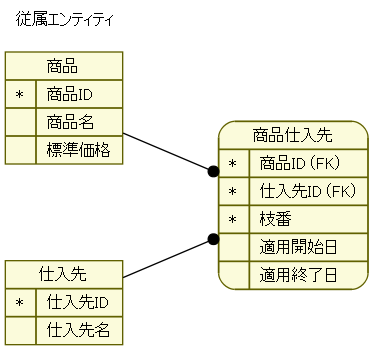 従属エンティティ
商品
* 商品ID
商品名
標準価格
商品仕入先
* 商品ID(FK)
* 仕入先ID(FK)
* 枝番
適用開始日
適用終了日
仕入先
* 仕入先ID
仕入先名